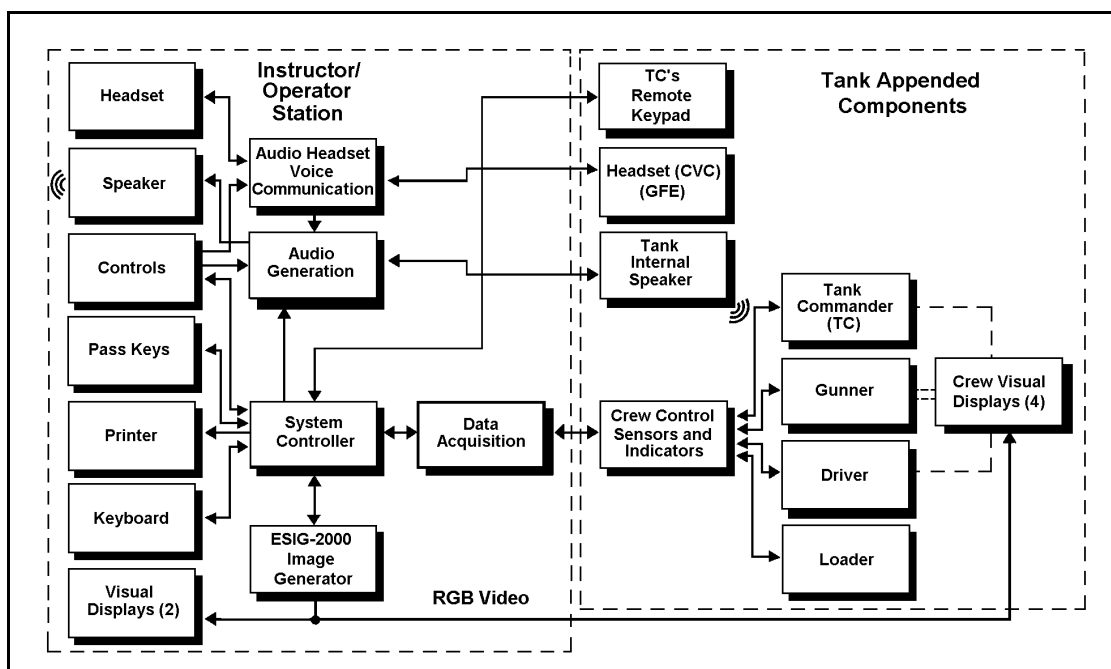 Instructor/
Operator
Station
Headset
Speaker
Controls
Pass Keys
Printer
Keyboard
Visual
Displays (2)
Audio Headset
Voice
Communication
Audio
Generation
System
Controller
Data
Acquisition
ESIG-2000
Image
Generator
RGB Video
Tank Appended
Components
TC's
Remote
Keypad
Headset (CVC)
(GFE)
Tank
Internal
Speaker
Crew Control
Sensors and
Indicators
Tank
Commander
(TC)
Gunner
Driver
Loader
Crew Visual
Displays (4)